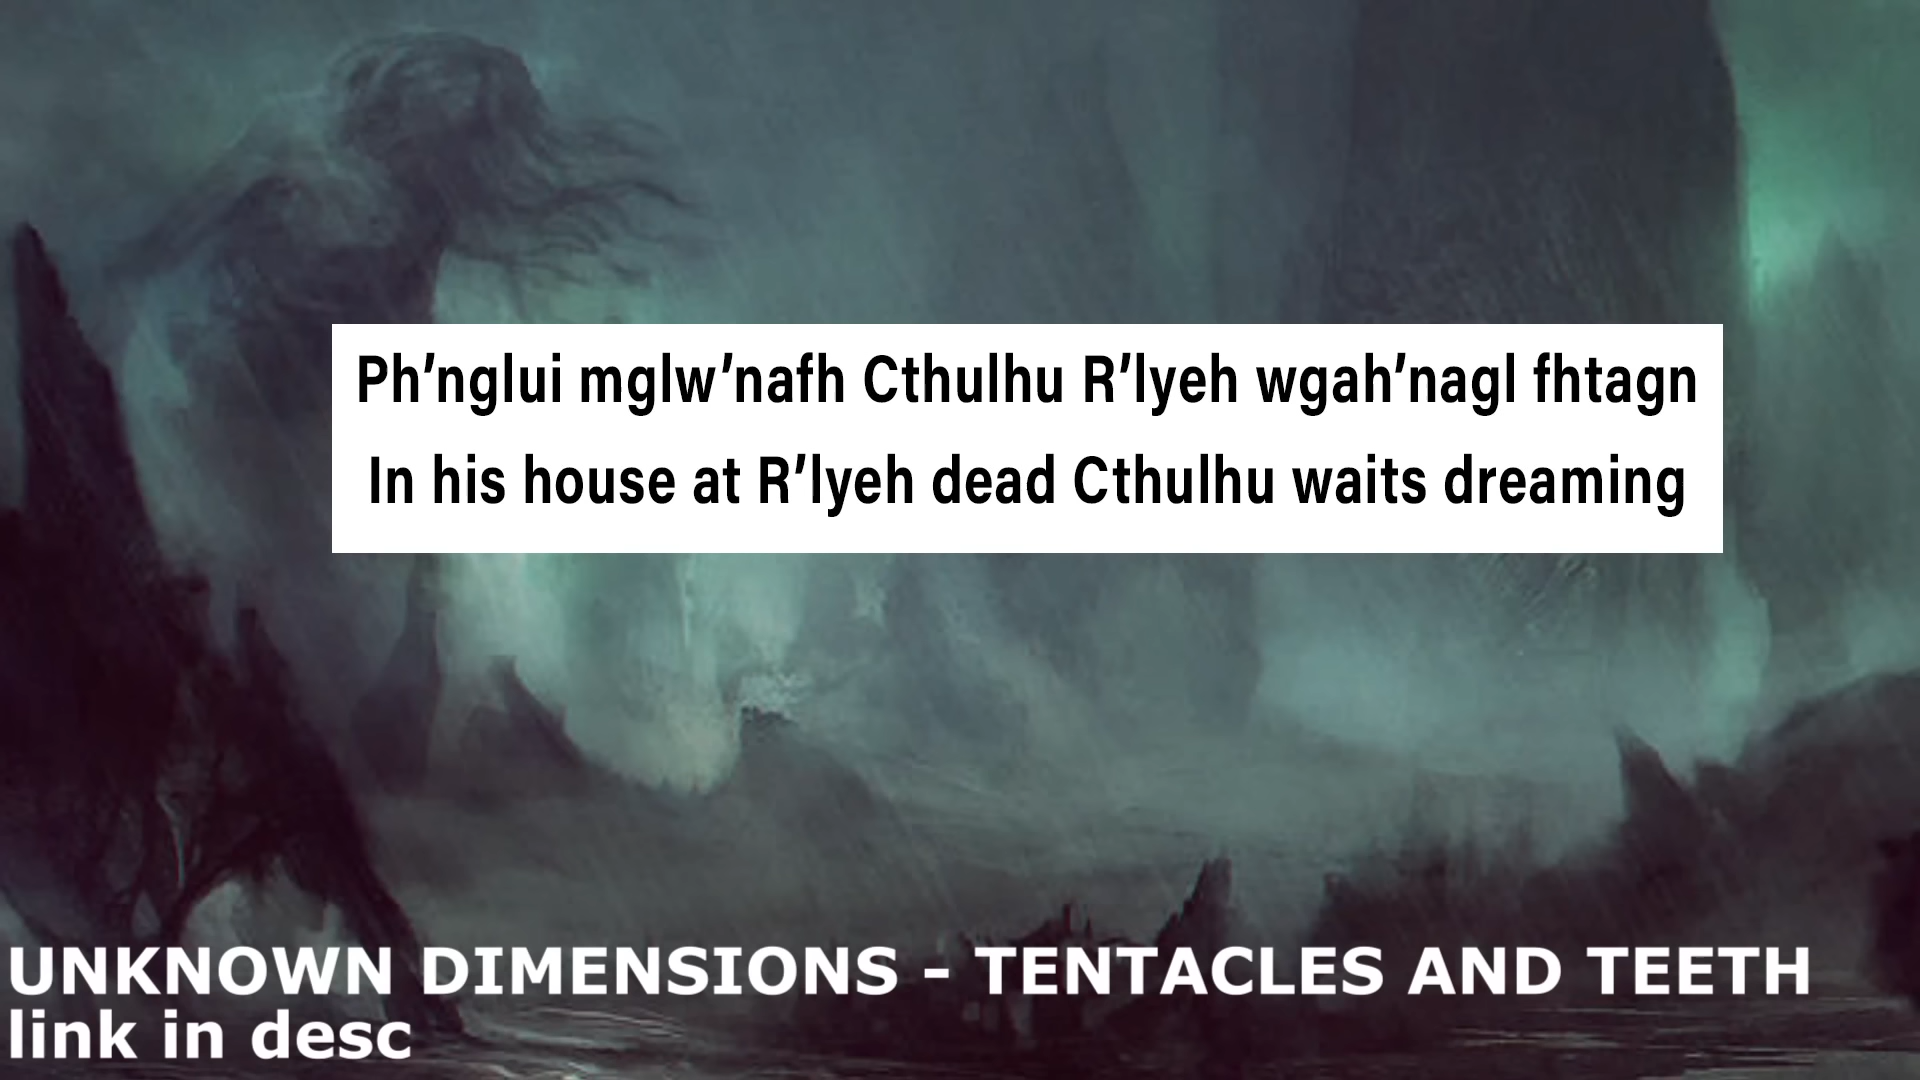 Ph’nglui mglw’nafh Cthulhu R’lyeh wgah’nagl fhtagn
In his house at R’lyeh dead Cthulhu waits dreaming
UNKNOWN DIMENSIONS - TENTACLES AND TEETH
link in desc